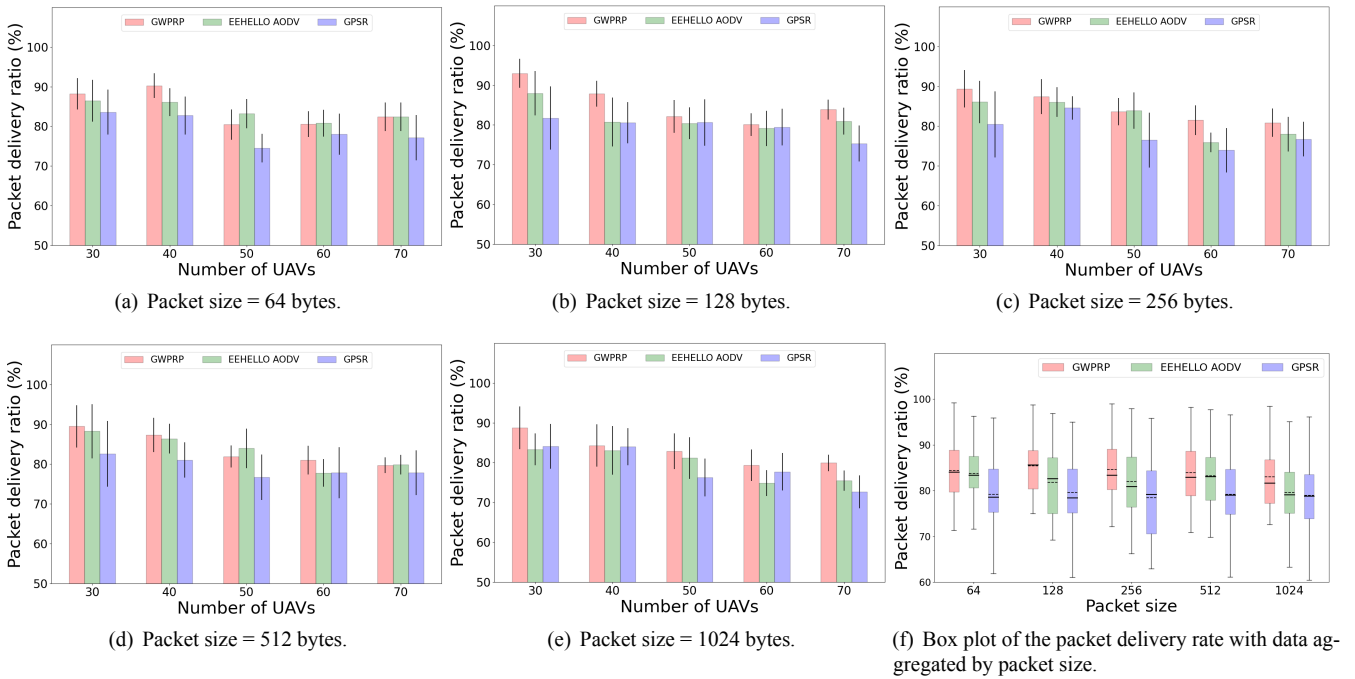 GWPRP EEHELLO AODV GPSR
Packet delivery ratio (%)
100
90
80
70
60
50
30 40 50 60 70
Number of UAVs
(a) Packet size = 64 bytes.
GWPRP EEHELLO AODV GPSR
Packet delivery ratio (%)
100
90
80
70
60
50
30 40 50 60 70
Number of UAVs
(b) Packet size = 128 bytes.
GWPRP EEHELLO AODV GPSR
Packet delivery ratio (%)
100
90
80
70
60
50
30 40 50 60 70
Number of UAVs
(c) Packet size = 256 bytes.
GWPRP EEHELLO AODV GPSR
Packet delivery ratio (%)
100
90
80
70
60
50
30 40 50 60 70
Number of UAVs
(d) Packet size = 512 bytes.
GWPRP EEHELLO AODV GPSR
Packet delivery ratio (%)
100
90
80
70
60
50
30 40 50 60 70
Number of UAVs
(e) Packet size = 1024 bytes.
GWPRP EEHELLO AODV GPSR
Packet delivery ratio (%)
100
90
80
70
60
64 128 256 512 1024
Packet size
(f) Box plot of the packet delivery rate with data ag-
gregated by packet size.